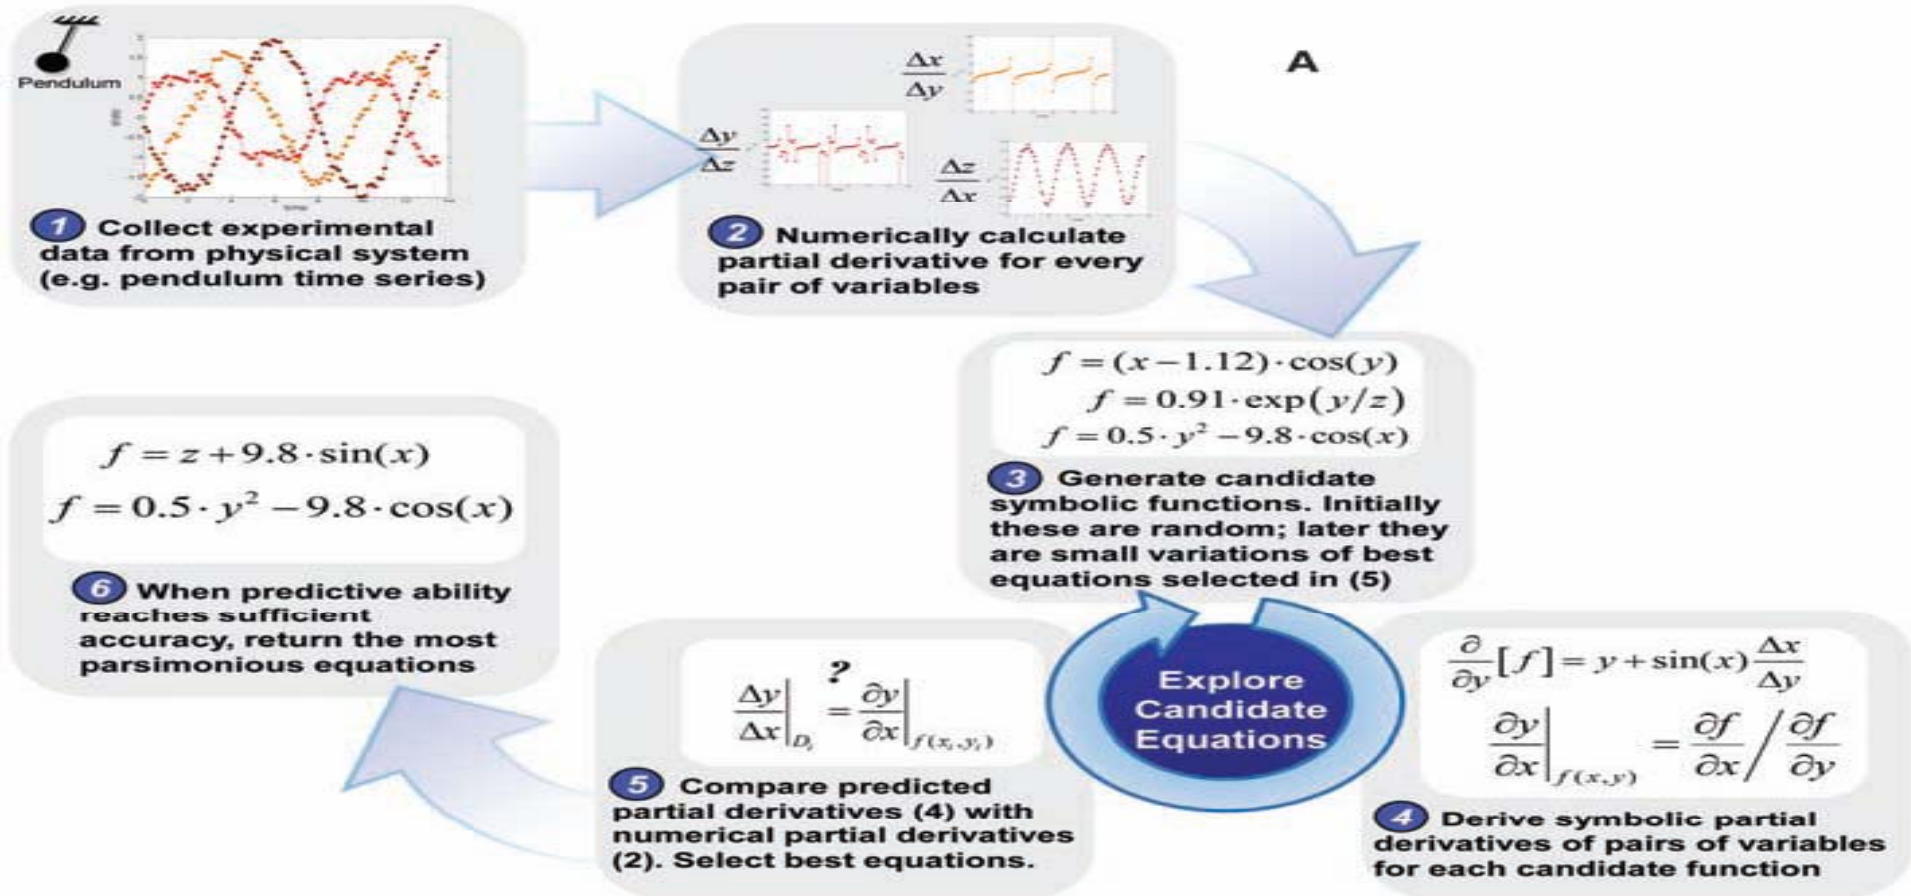 Pendulum
1 Collect experimental
data from physical system
(e.g. pendulum time series)
Δx/Δy
Δy/Δz
Δz/Δx
2 Numerically calculate
partial derivative for every
pair of variables
A
f = (x−1.12)·cos(y)
f = 0.91·exp(y/z)
f = 0.5·y² −9.8·cos(x)
3 Generate candidate
symbolic functions. Initially
these are random; later they
are small variations of best
equations selected in (5)
Explore
Candidate
Equations
∂/∂y [f] = y + sin(x) Δx/Δy
∂y/∂x |f(x,y) = ∂f/∂x / ∂f/∂y
4 Derive symbolic partial
derivatives of pairs of variables
for each candidate function
?
Δy/Δx |Dᵢ = ∂y/∂x |f(xᵢ,yᵢ)
5 Compare predicted
partial derivatives (4) with
numerical partial derivatives
(2). Select best equations.
f = z + 9.8·sin(x)
f = 0.5·y² −9.8·cos(x)
6 When predictive ability
reaches sufficient
accuracy, return the most
parsimonious equations